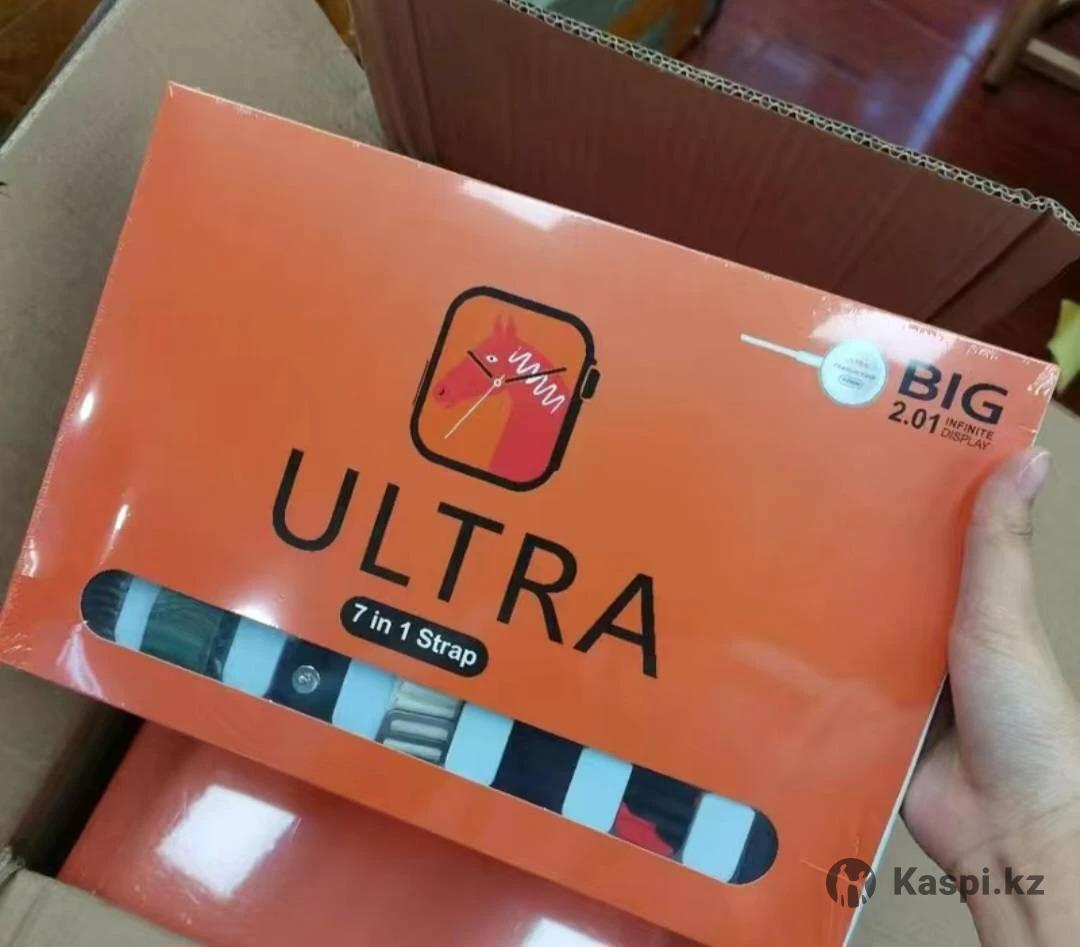 BIG
2.01 INFINITE
DISPLAY
ULTRA
7 in 1 Strap
Kaspi.kz